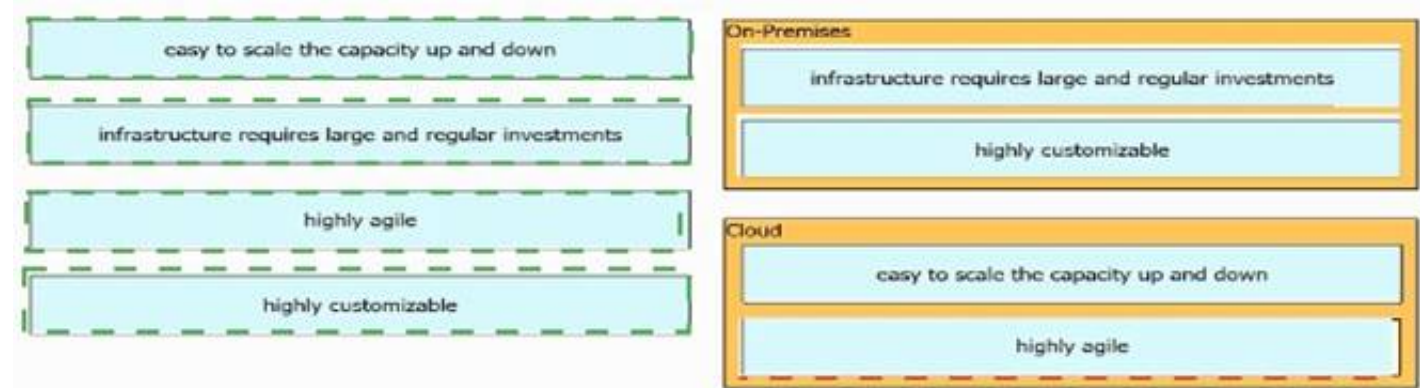 easy to scale the capacity up and down
infrastructure requires large and regular investments
highly agile
highly customizable
On-Premises
infrastructure requires large and regular investments
highly customizable
Cloud
easy to scale the capacity up and down
highly agile